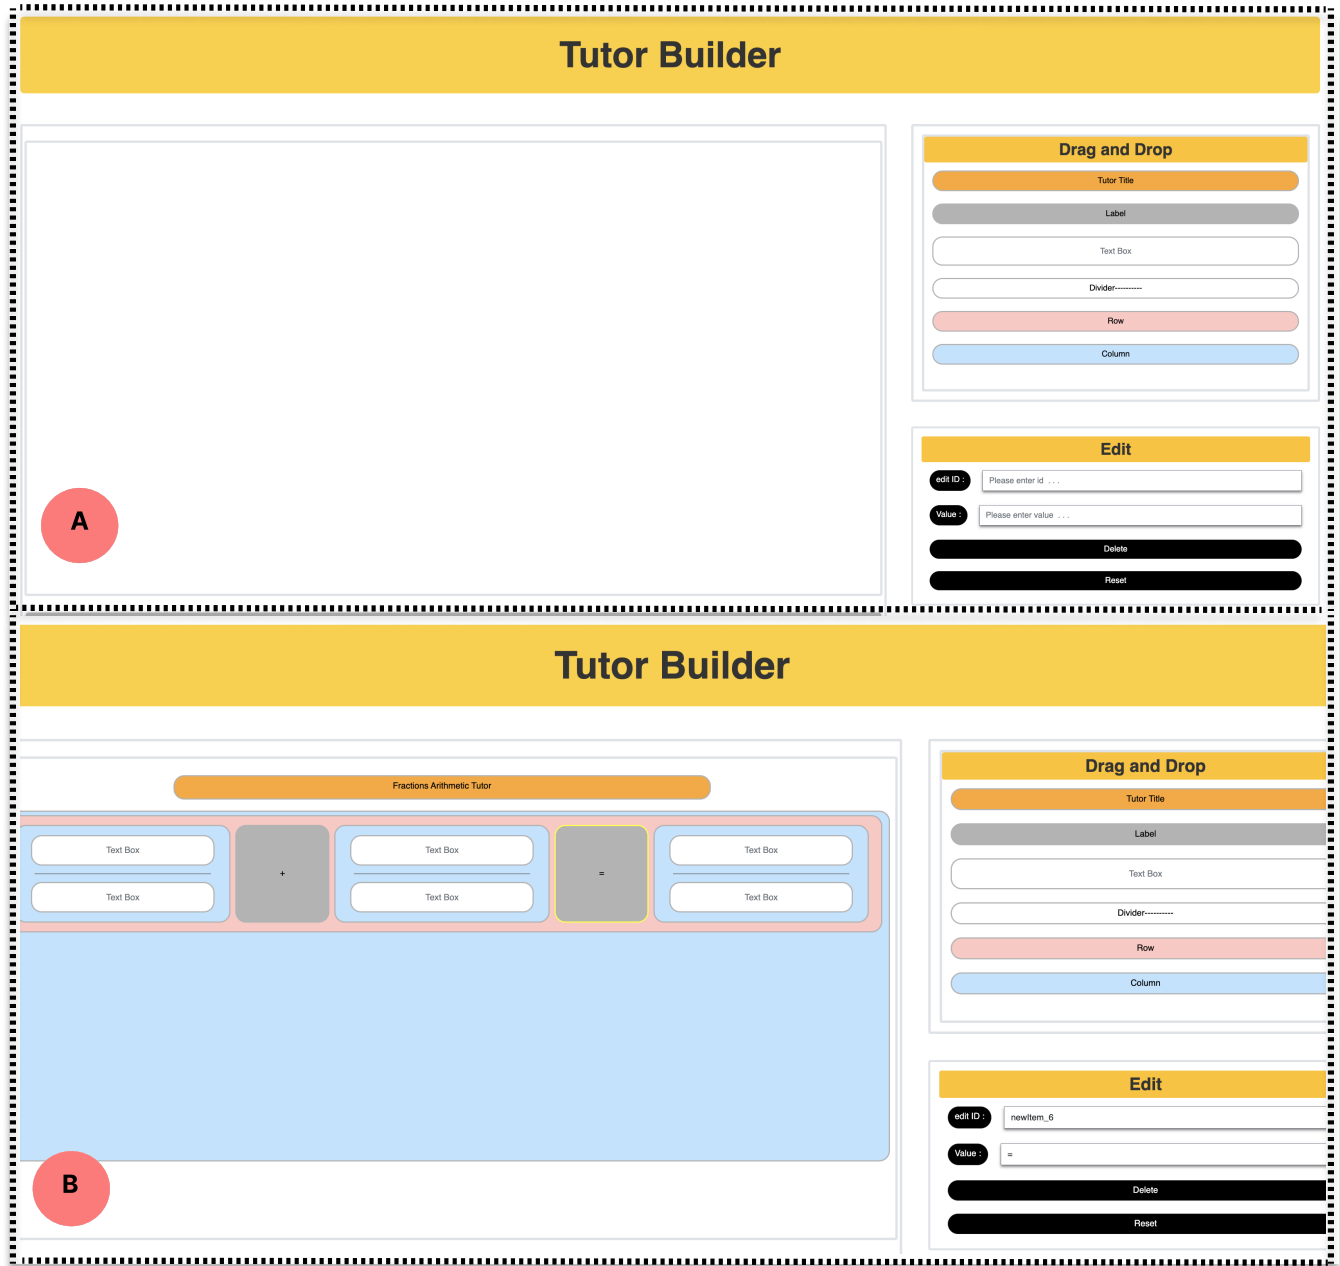 Tutor Builder
Drag and Drop
Tutor Title
Label
Text Box
Divider----------
Row
Column
Edit
edit ID :
Please enter id . . .
Value :
Please enter value . . .
Delete
Reset
A
Tutor Builder
Fractions Arithmetic Tutor
Text Box
Text Box
+
Text Box
Text Box
=
Text Box
Text Box
Drag and Drop
Tutor Title
Label
Text Box
Divider----------
Row
Column
Edit
edit ID :
newItem_6
Value :
=
Delete
Reset
B